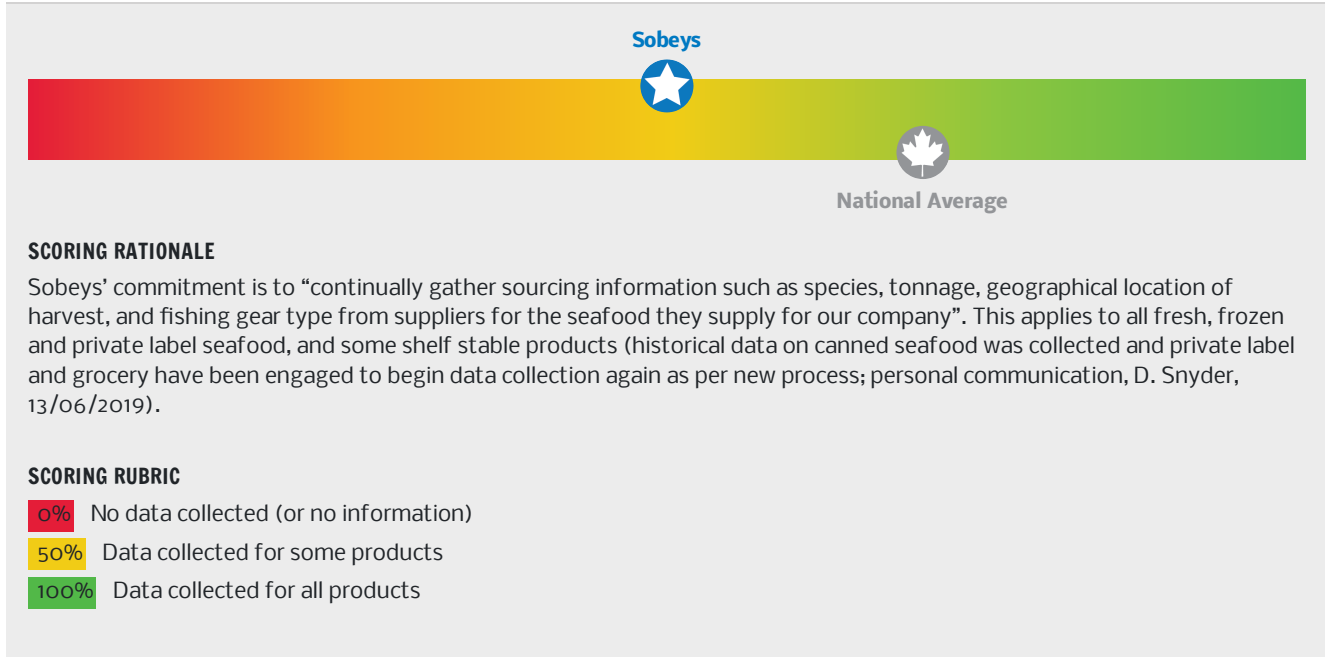 Sobeys
National Average
SCORING RATIONALE
Sobeys’ commitment is to “continually gather sourcing information such as species, tonnage, geographical location of
harvest, and fishing gear type from suppliers for the seafood they supply for our company”. This applies to all fresh, frozen
and private label seafood, and some shelf stable products (historical data on canned seafood was collected and private label
and grocery have been engaged to begin data collection again as per new process; personal communication, D. Snyder,
13/06/2019).
SCORING RUBRIC
0% No data collected (or no information)
50% Data collected for some products
100% Data collected for all products